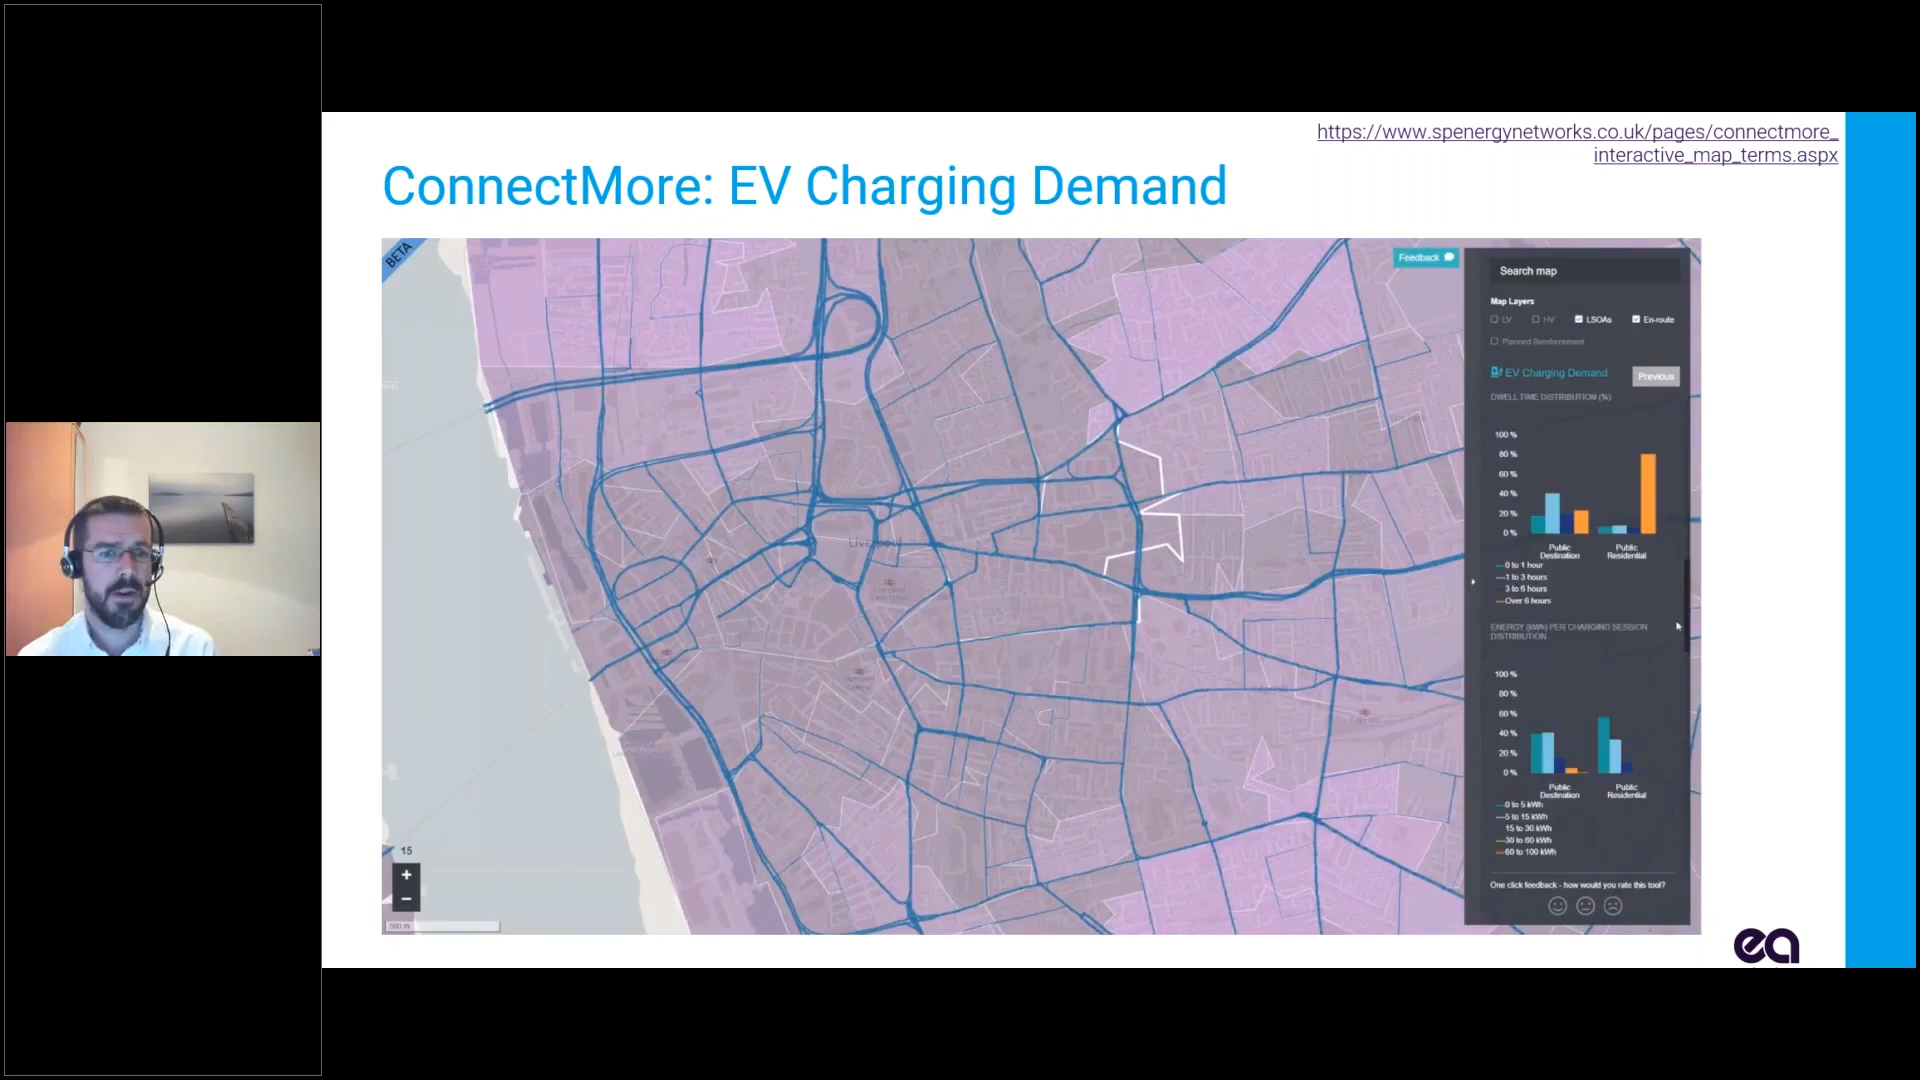 https://www.spenergynetworks.co.uk/pages/connectmore_
interactive_map_terms.aspx
ConnectMore: EV Charging Demand
BETA
Feedback
Search map
Map Layers
LV HV LSOAs En-route
Planned Reinforcement
EV Charging Demand Previous
DWELL TIME DISTRIBUTION (%)
100 %
80 %
60 %
40 %
20 %
0 %
Public Destination
Public Residential
0 to 1 hour
1 to 3 hours
3 to 6 hours
Over 6 hours
ENERGY (kWh) PER CHARGING SESSION
DISTRIBUTION
100 %
80 %
60 %
40 %
20 %
0 %
Public Destination
Public Residential
0 to 5 kWh
5 to 15 kWh
15 to 30 kWh
30 to 60 kWh
60 to 100 kWh
One click feedback - how would you rate this tool?
Liverpool
15
+
−
500 m
ea